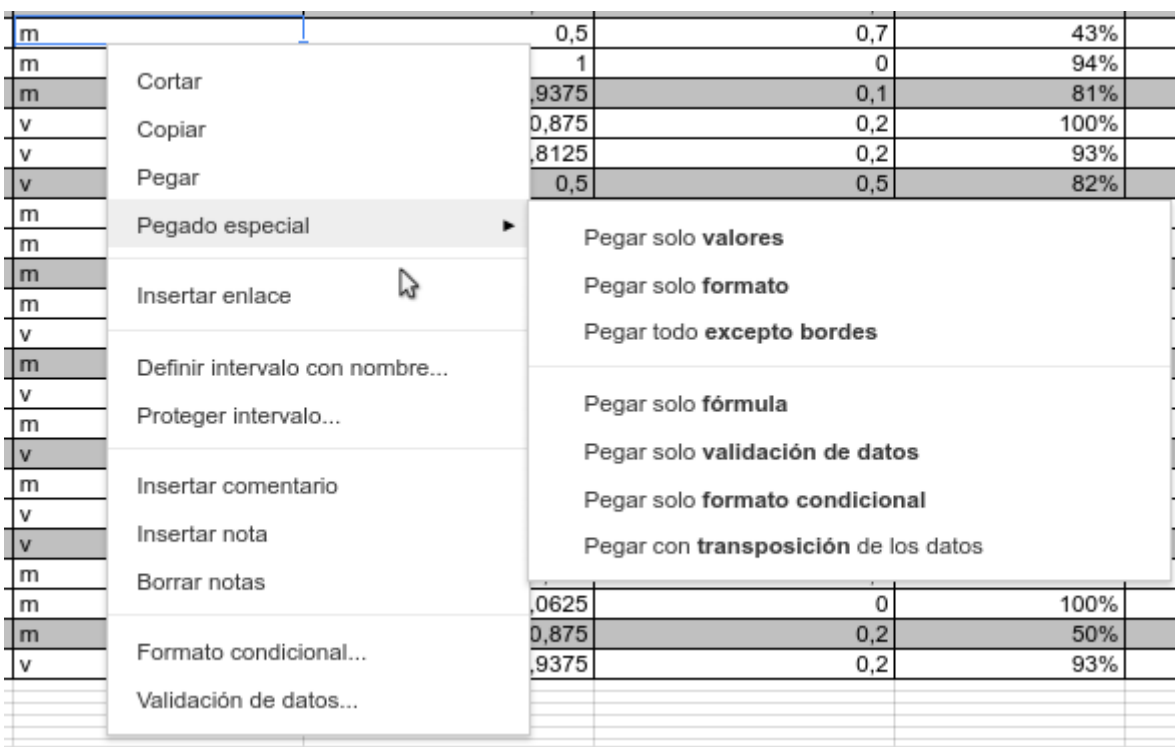 m 0,5 0,7 43%
m 1 0 94%
m ,9375 0,1 81%
v 0,875 0,2 100%
v ,8125 0,2 93%
v 0,5 0,5 82%
m
m
m
m
v
m
v
m
v
m
v
v
m
m ,0625 0 100%
m 0,875 0,2 50%
v ,9375 0,2 93%
Cortar
Copiar
Pegar
Pegado especial
Insertar enlace
Definir intervalo con nombre...
Proteger intervalo...
Insertar comentario
Insertar nota
Borrar notas
Formato condicional...
Validación de datos...
Pegar solo valores
Pegar solo formato
Pegar todo excepto bordes
Pegar solo fórmula
Pegar solo validación de datos
Pegar solo formato condicional
Pegar con transposición de los datos